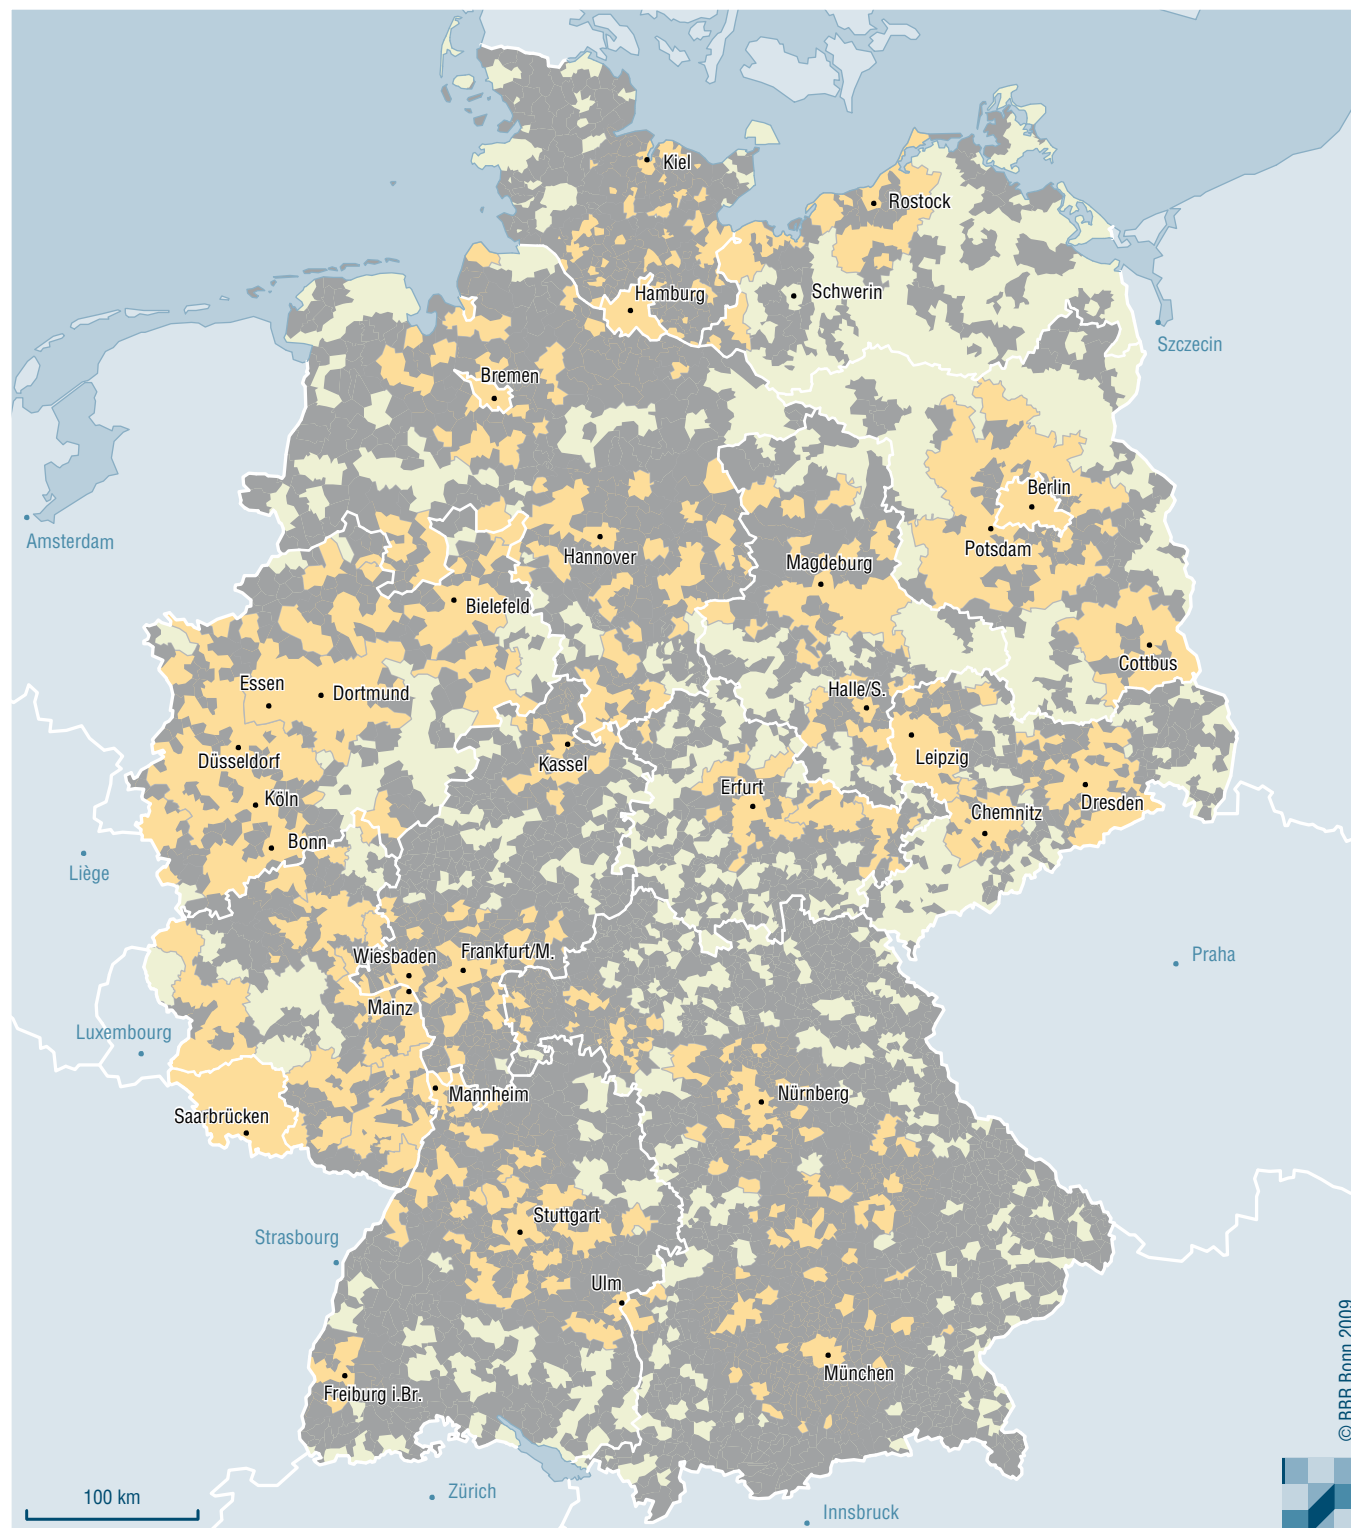 Kiel
Rostock
Hamburg
Schwerin
Szczecin
Bremen
Berlin
Amsterdam
Hannover
Potsdam
Magdeburg
Bielefeld
Cottbus
Essen
Dortmund
Halle/S.
Düsseldorf
Kassel
Leipzig
Erfurt
Köln
Dresden
Chemnitz
Bonn
Liège
Wiesbaden
Frankfurt/M.
Praha
Mainz
Luxembourg
Mannheim
Nürnberg
Saarbrücken
Stuttgart
Strasbourg
Ulm
München
Freiburg i.Br.
© BBR Bonn 2009
100 km
Zürich
Innsbruck